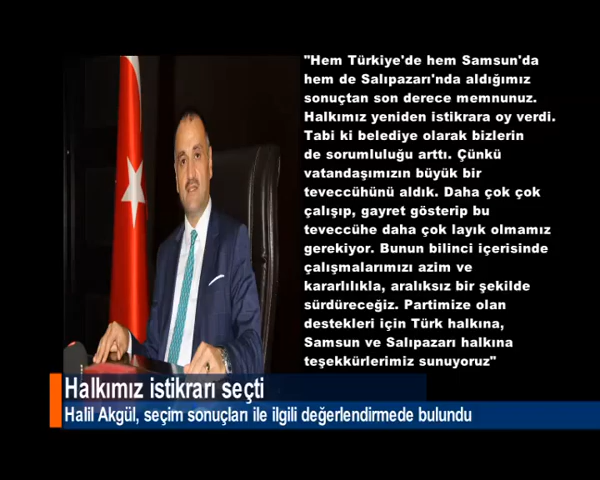 "Hem Türkiye'de hem Samsun'da
hem de Salıpazarı'nda aldığımız
sonuçtan son derece memnunuz.
Halkımız yeniden istikrara oy verdi.
Tabi ki belediye olarak bizlerin
de sorumluluğu arttı. Çünkü
vatandaşımızın büyük bir
teveccühünü aldık. Daha çok çok
çalışıp, gayret gösterip bu
teveccühe daha çok layık olmamız
gerekiyor. Bunun bilinci içerisinde
çalışmalarımızı azim ve
kararlılıkla, aralıksız bir şekilde
sürdüreceğiz. Partimize olan
destekleri için Türk halkına,
Samsun ve Salıpazarı halkına
teşekkürlerimiz sunuyoruz"
Halkımız istikrarı seçti
Halil Akgül, seçim sonuçları ile ilgili değerlendirmede bulundu